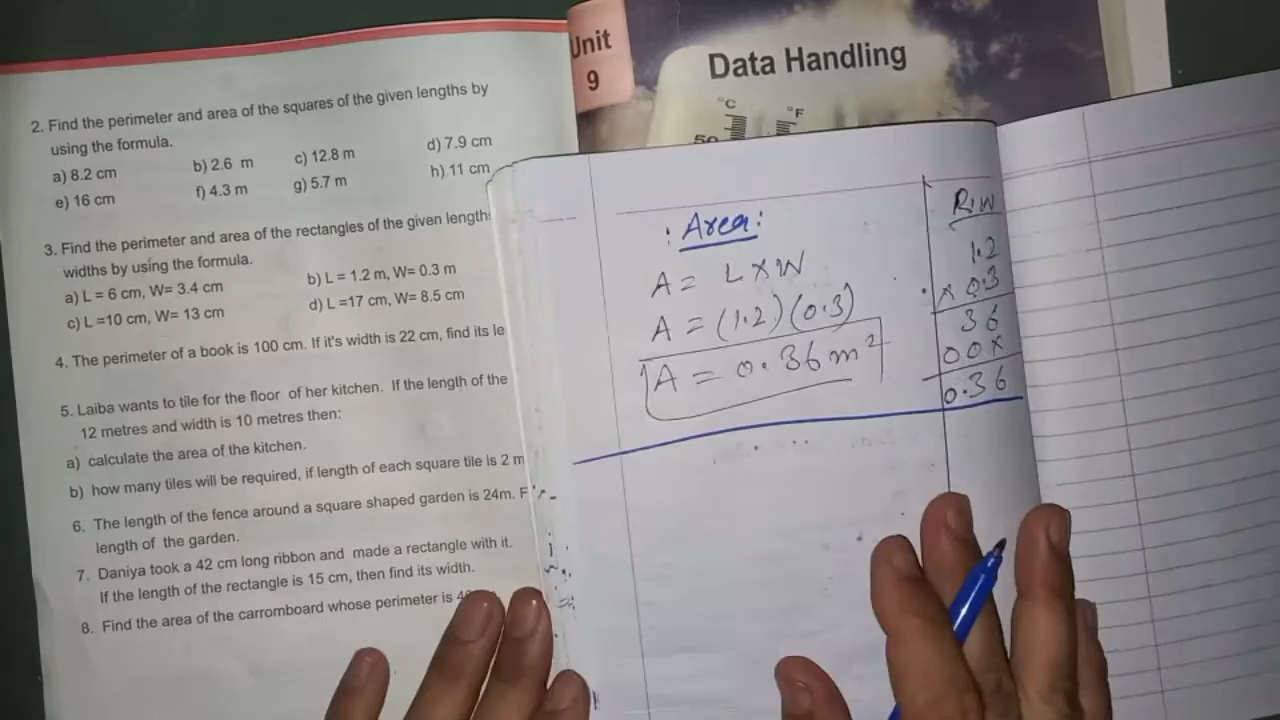 2. Find the perimeter and area of the squares of the given lengths by
using the formula.
a) 8.2 cm b) 2.6 m c) 12.8 m d) 7.9 cm
e) 16 cm f) 4.3 m g) 5.7 m h) 11 cm
3. Find the perimeter and area of the rectangles of the given length
widths by using the formula.
a) L = 6 cm, W= 3.4 cm b) L = 1.2 m, W= 0.3 m
c) L =10 cm, W= 13 cm d) L =17 cm, W= 8.5 cm
4. The perimeter of a book is 100 cm. If it's width is 22 cm, find its le
5. Laiba wants to tile for the floor of her kitchen. If the length of the
12 metres and width is 10 metres then:
a) calculate the area of the kitchen.
b) how many tiles will be required, if length of each square tile is 2 m
6. The length of the fence around a square shaped garden is 24m. F
length of the garden.
7. Daniya took a 42 cm long ribbon and made a rectangle with it.
If the length of the rectangle is 15 cm, then find its width.
8. Find the area of the carromboard whose perimeter is
Unit
9
Data Handling
°C °F
50
: Area :
A = L X W
A = (1.2) (0.3)
A = 0.36 m²
R.W
1.2
x 0.3
36
00x
0.36